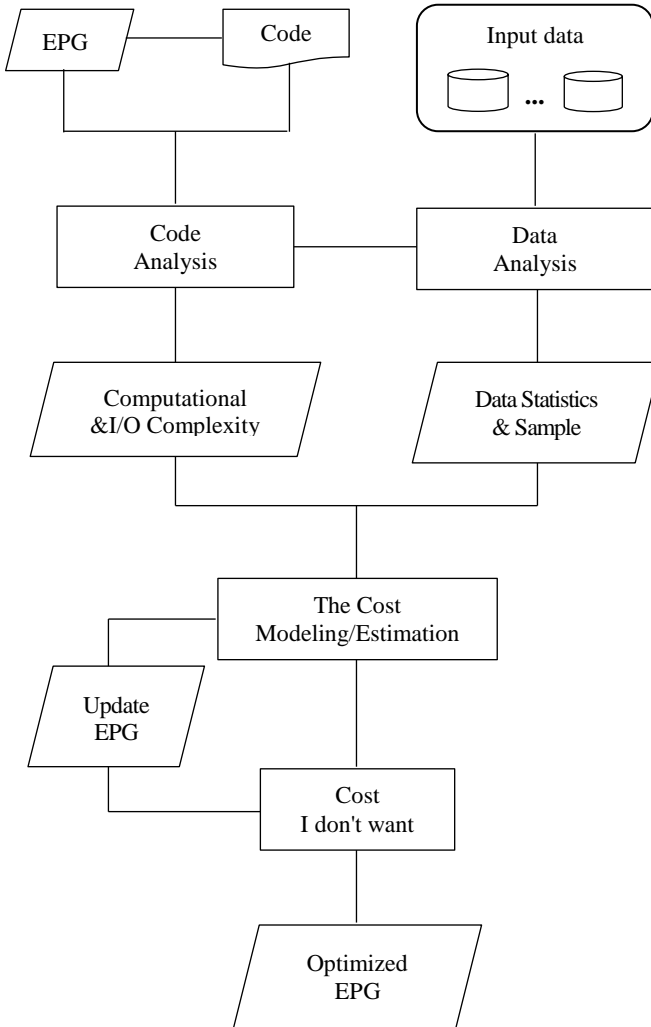 EPG
Code
Input data
...
Code
Analysis
Data
Analysis
Computational
&I/O Complexity
Data Statistics
& Sample
The Cost
Modeling/Estimation
Update
EPG
Cost
I don't want
Optimized
EPG